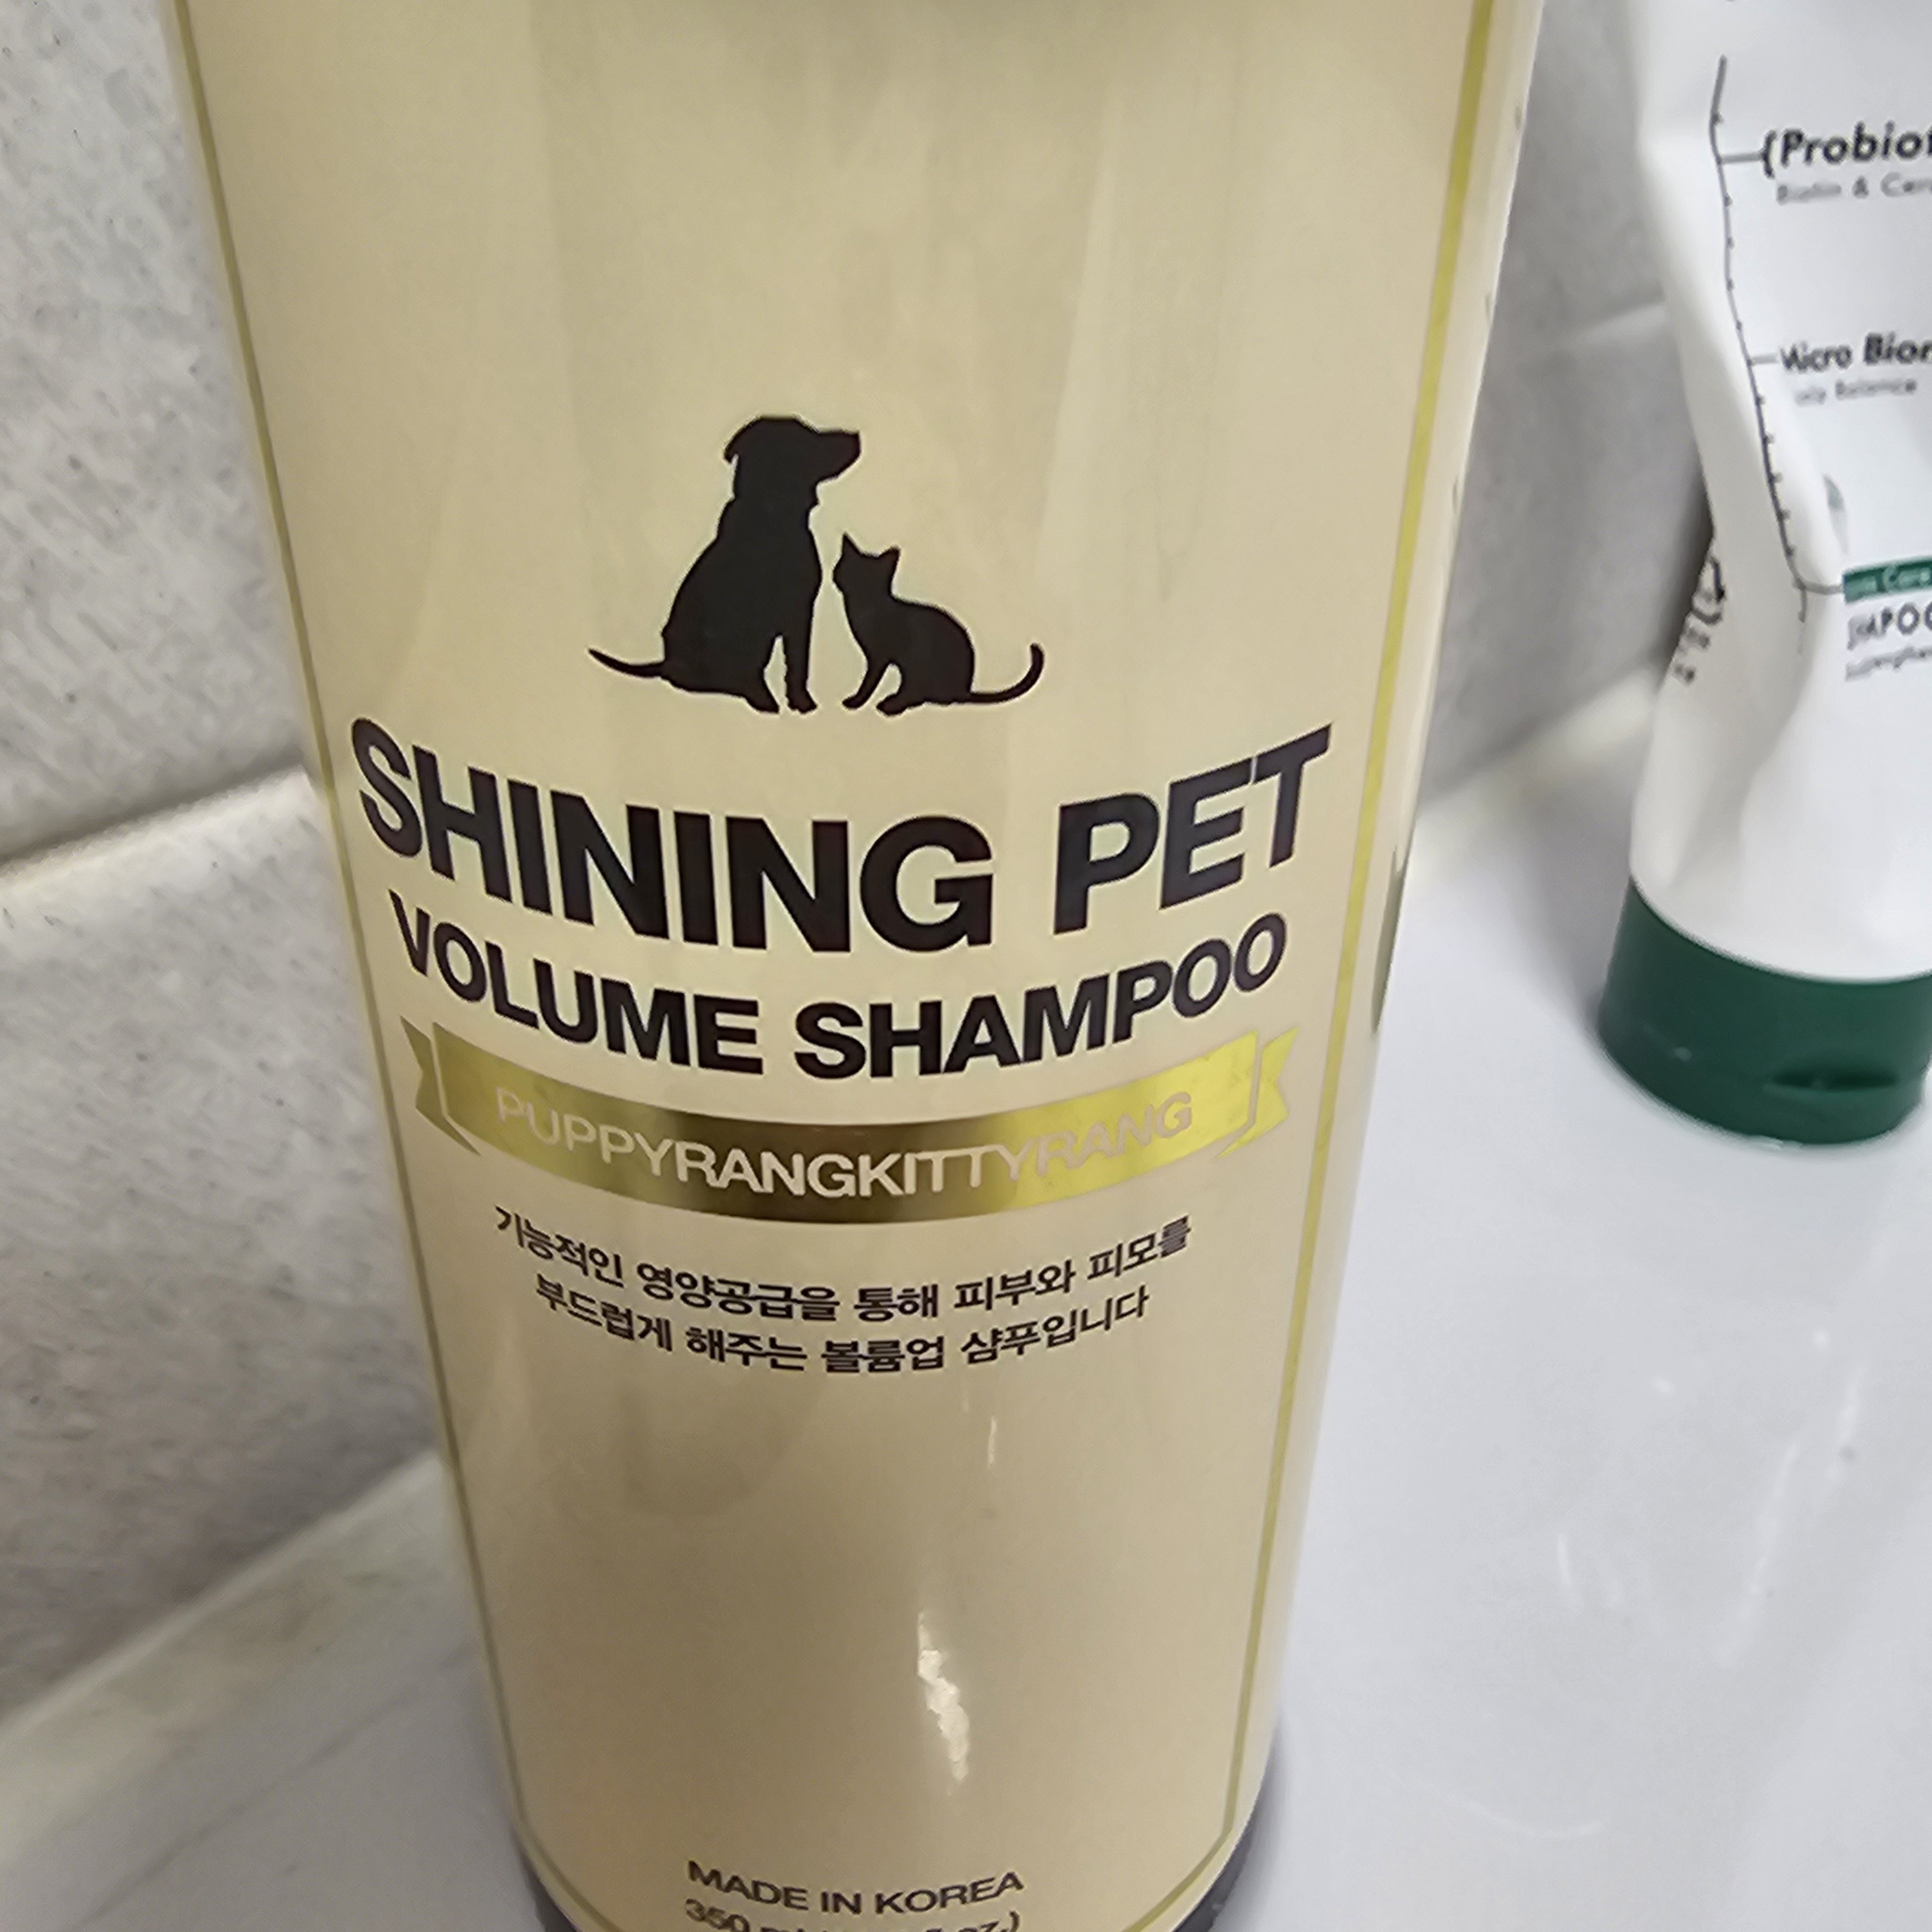 SHINING PET
VOLUME SHAMPOO
PUPPYRANGKITTYRANG
기능적인 영양공급을 통해 피부와 피모를
부드럽게 해주는 볼륨업 샴푸입니다
MADE IN KOREA
350
Micro